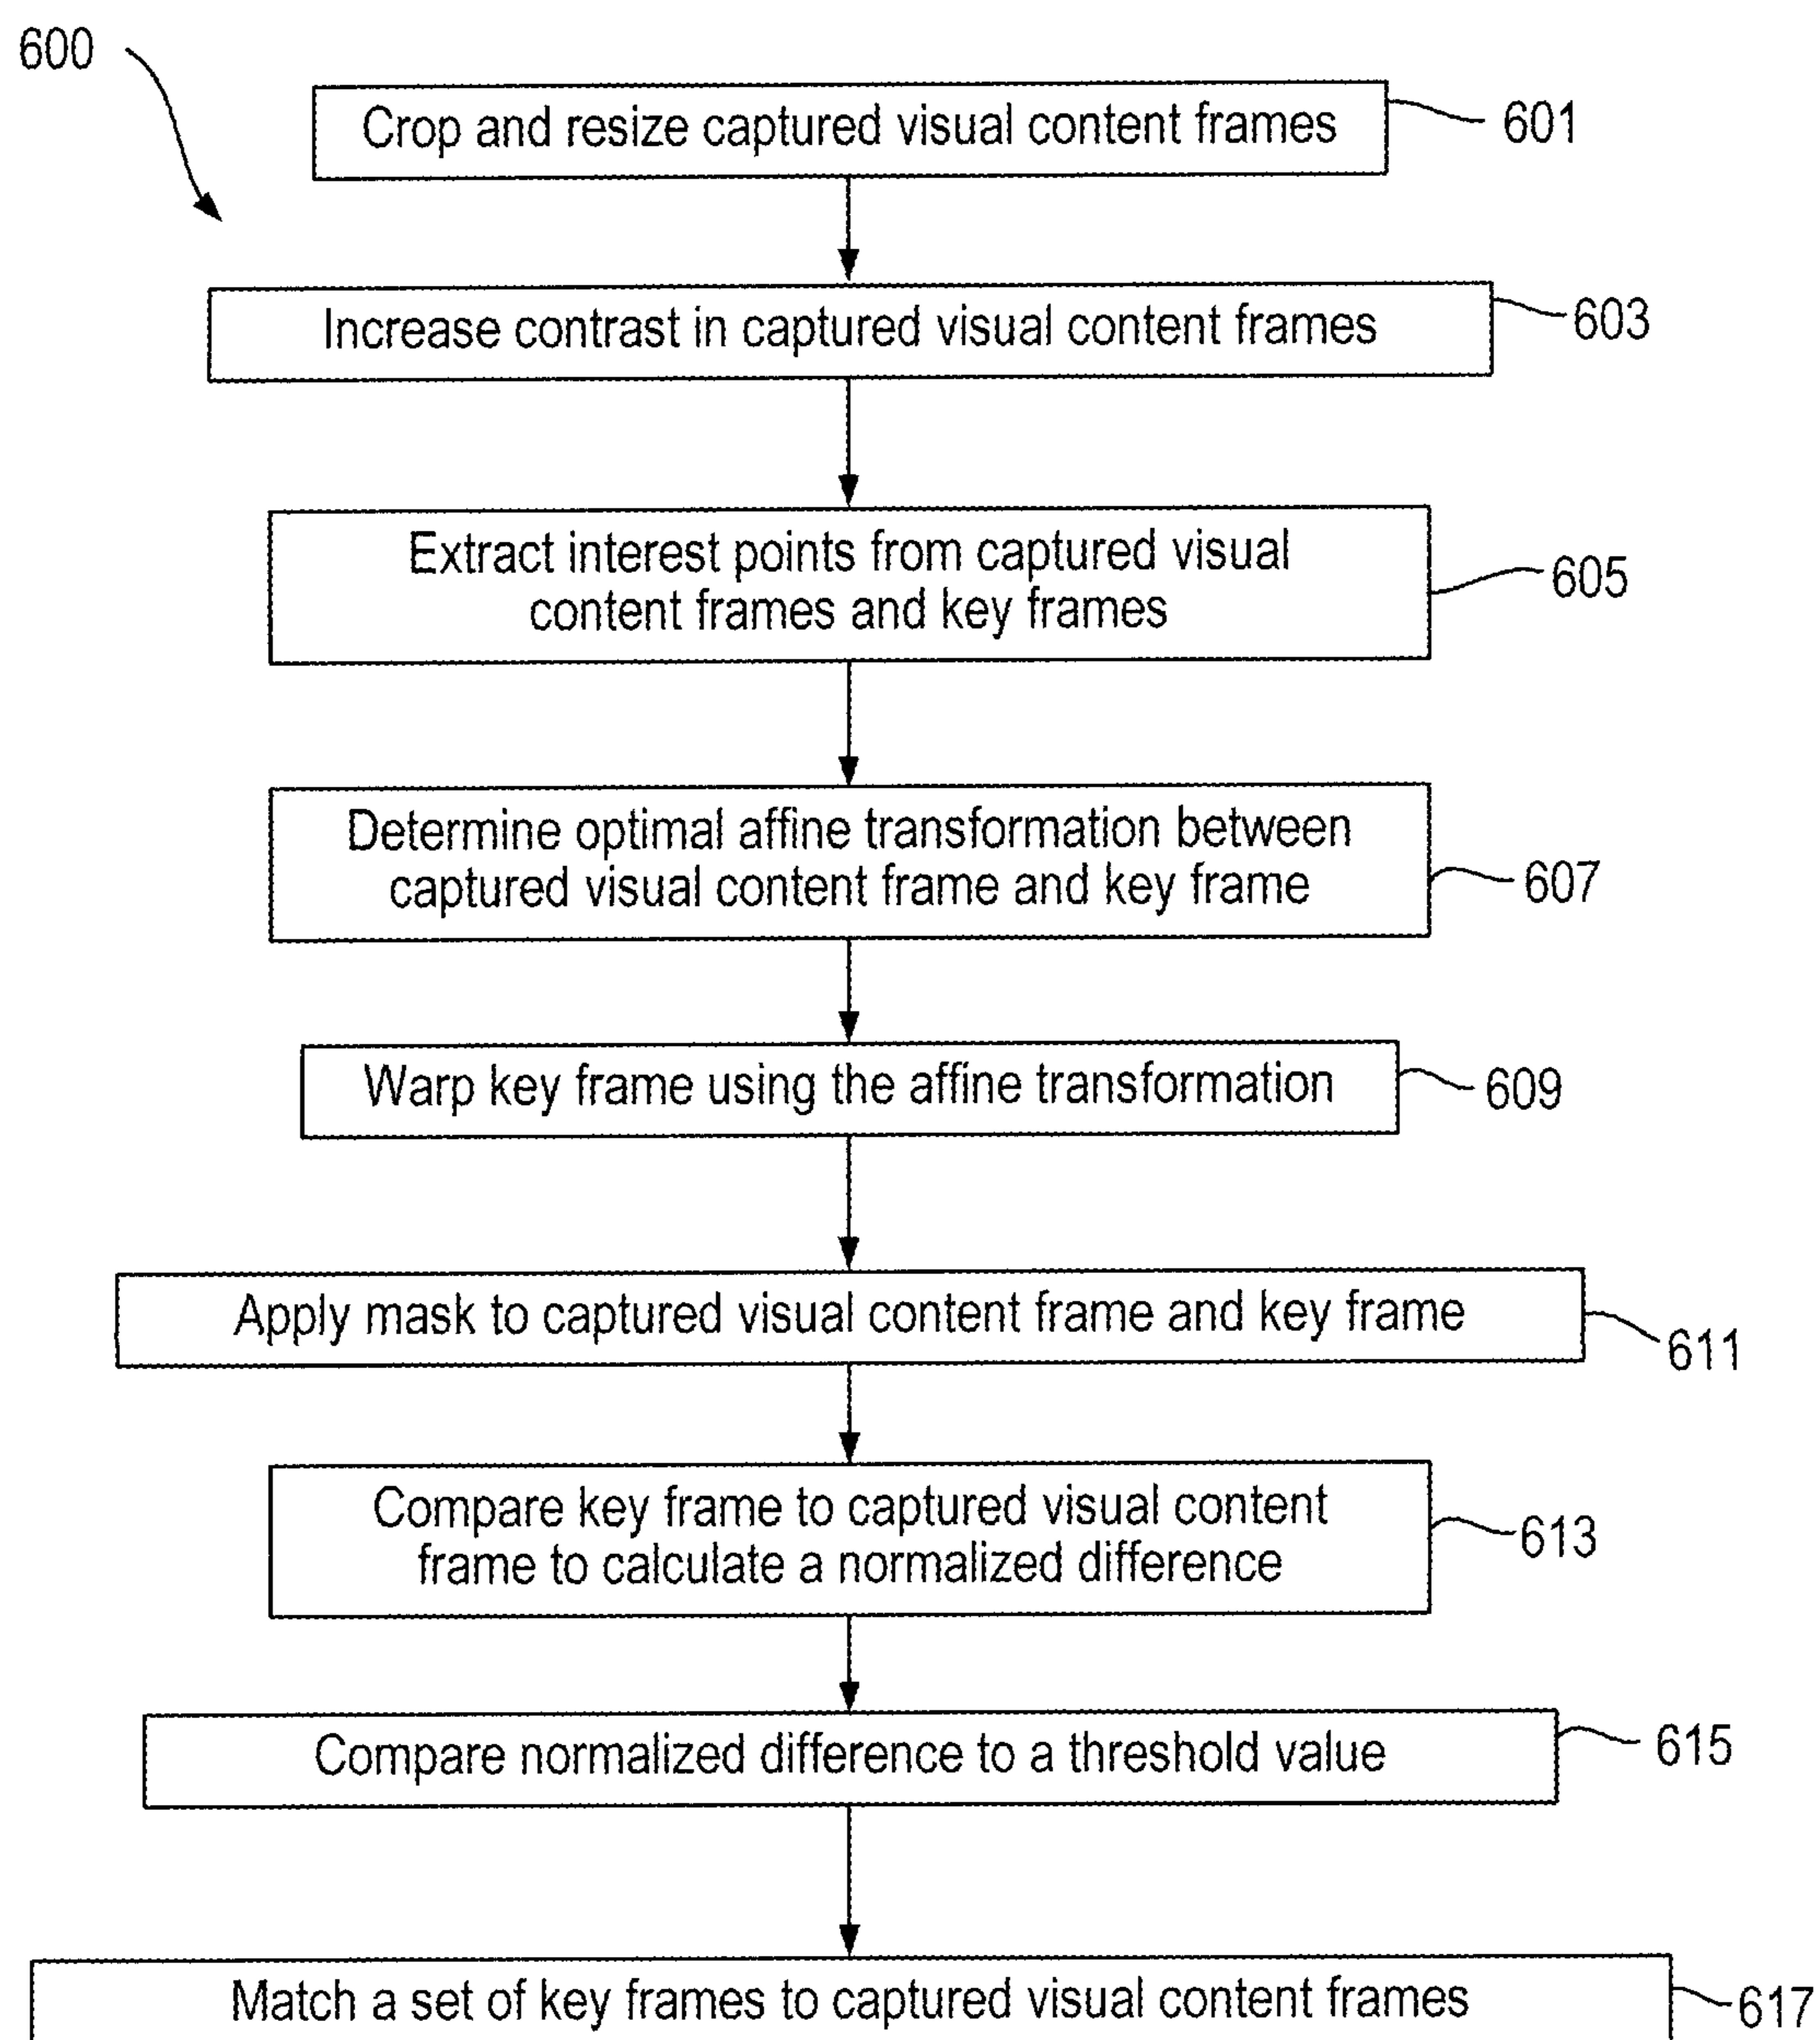 600
Crop and resize captured visual content frames
601
Increase contrast in captured visual content frames
603
Extract interest points from captured visual
content frames and key frames
605
Determine optimal affine transformation between
captured visual content frame and key frame
607
Warp key frame using the affine transformation
609
Apply mask to captured visual content frame and key frame
611
Compare key frame to captured visual content
frame to calculate a normalized difference
613
Compare normalized difference to a threshold value
615
Match a set of key frames to captured visual content frames
617